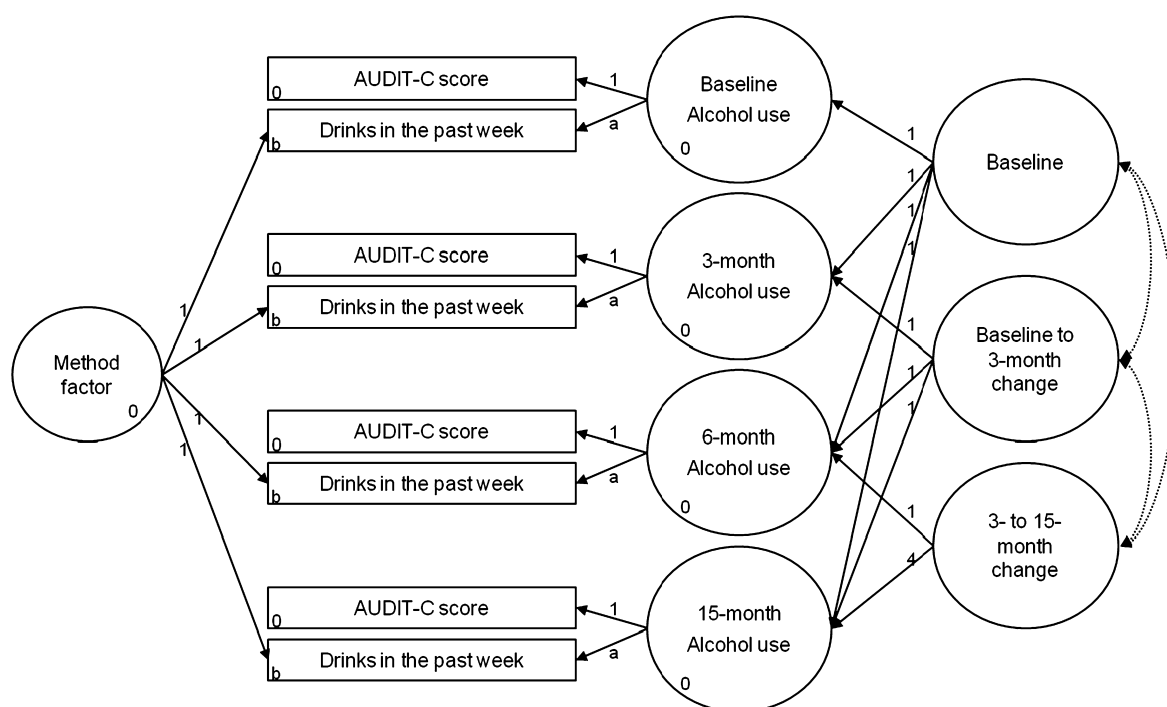 AUDIT-C score
0
Drinks in the past week
b
1
a
Baseline
Alcohol use
0
1
Baseline
1
1
1
AUDIT-C score
0
Drinks in the past week
b
1
a
3-month
Alcohol use
0
Method
factor
0
1
1
1
1
1
1
1
Baseline to
3-month
change
AUDIT-C score
0
Drinks in the past week
b
1
a
6-month
Alcohol use
0
1
4
3- to 15-
month
change
AUDIT-C score
0
Drinks in the past week
b
1
a
15-month
Alcohol use
0